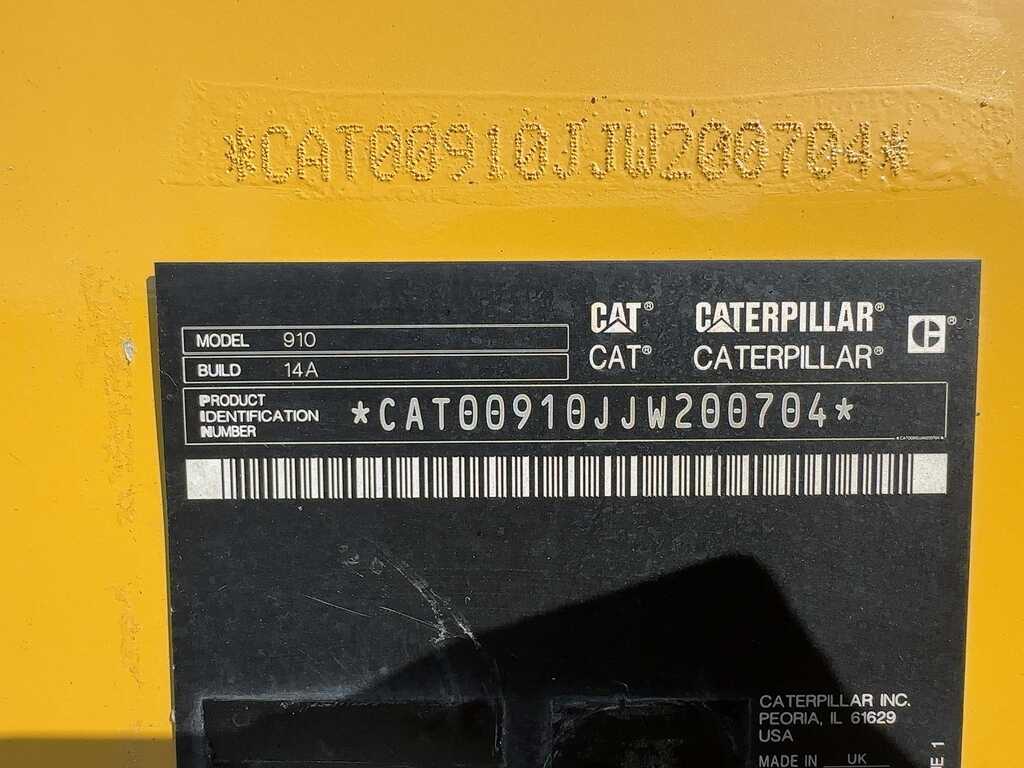 *CAT00910JJW200704*
CAT® CATERPILLAR®
CAT® CATERPILLAR®
MODEL 910
BUILD 14A
PRODUCT
IDENTIFICATION
NUMBER
*CAT00910JJW200704*
*CAT00910JJW200704*
CATERPILLAR INC.
PEORIA, IL 61629
USA
MADE IN UK